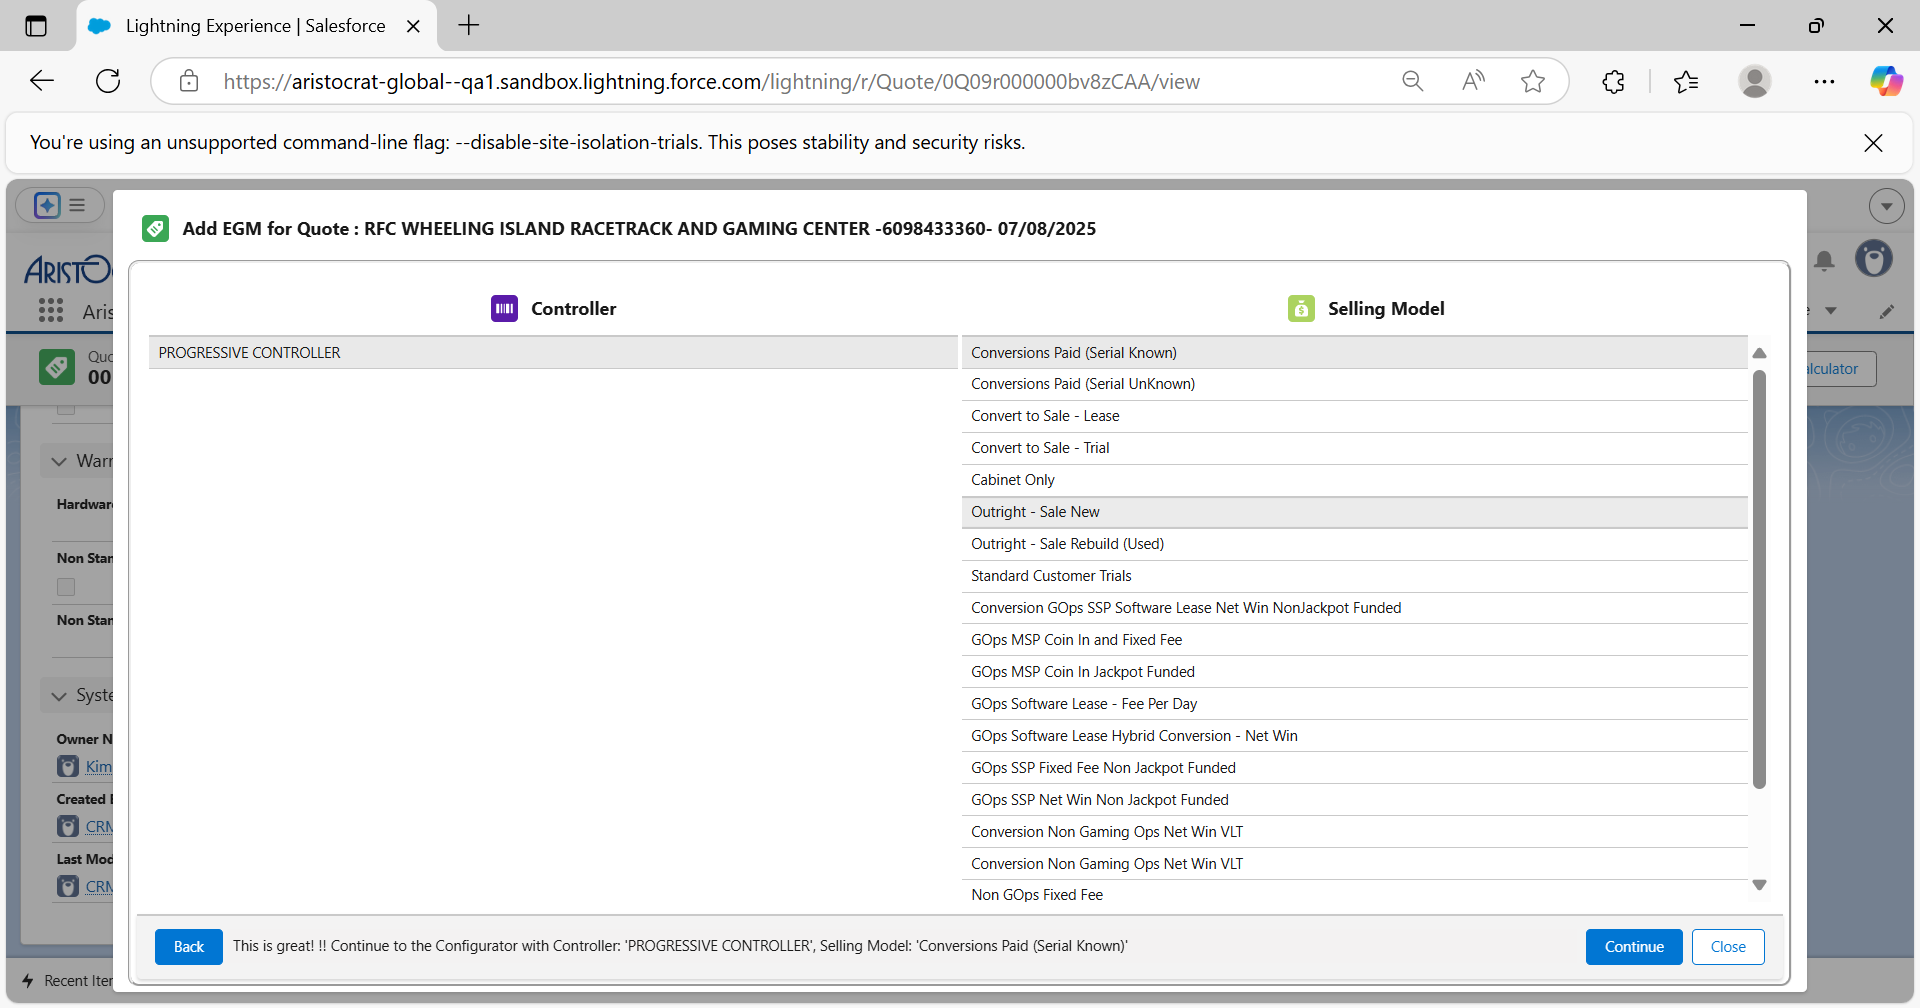 Lightning Experience | Salesforce
https://aristocrat-global--qa1.sandbox.lightning.force.com/lightning/r/Quote/0Q09r000000bv8zCAA/view
You're using an unsupported command-line flag: --disable-site-isolation-trials. This poses stability and security risks.
Add EGM for Quote : RFC WHEELING ISLAND RACETRACK AND GAMING CENTER -6098433360- 07/08/2025
Controller
Selling Model
PROGRESSIVE CONTROLLER
Conversions Paid (Serial Known)
Conversions Paid (Serial UnKnown)
Convert to Sale - Lease
Convert to Sale - Trial
Cabinet Only
Outright - Sale New
Outright - Sale Rebuild (Used)
Standard Customer Trials
Conversion GOps SSP Software Lease Net Win NonJackpot Funded
GOps MSP Coin In and Fixed Fee
GOps MSP Coin In Jackpot Funded
GOps Software Lease - Fee Per Day
GOps Software Lease Hybrid Conversion - Net Win
GOps SSP Fixed Fee Non Jackpot Funded
GOps SSP Net Win Non Jackpot Funded
Conversion Non Gaming Ops Net Win VLT
Conversion Non Gaming Ops Net Win VLT
Non GOps Fixed Fee
Back
This is great! !! Continue to the Configurator with Controller: 'PROGRESSIVE CONTROLLER', Selling Model: 'Conversions Paid (Serial Known)'
Continue
Close
ARISTOC
Aris
Quo
00
alculator
Warr
Hardwar
Non Stan
Non Stan
Syste
Owner N
Kim
Created
CRM
Last Mod
CRM
Recent Iter